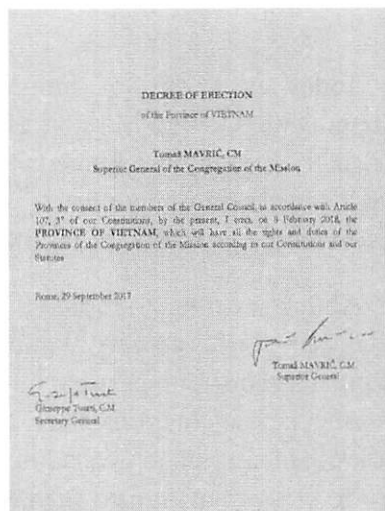 DECREE OF ERECTION
of the Province of VIETNAM
Tomaž MAVRIČ, CM
Superior General of the Congregation of the Mission
With the consent of the members of the General Council, in accordance with Article
107, 3° of our Constitutions, by the present, I erect, on 8 February 2018, the
PROVINCE OF VIETNAM, which will have all the rights and duties of the
Provinces of the Congregation of the Mission according to our Constitutions and our
Statutes
Rome, 29 September 2017
Tomaž MAVRIČ, C.M.
Superior General
Giuseppe Turati, C.M.
Secretary General